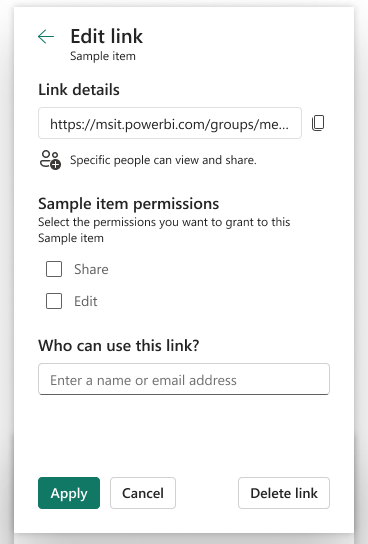 Edit link
Sample item
Link details
https://msit.powerbi.com/groups/me...
Specific people can view and share.
Sample item permissions
Select the permissions you want to grant to this
Sample item
Share
Edit
Who can use this link?
Enter a name or email address
Apply
Cancel
Delete link